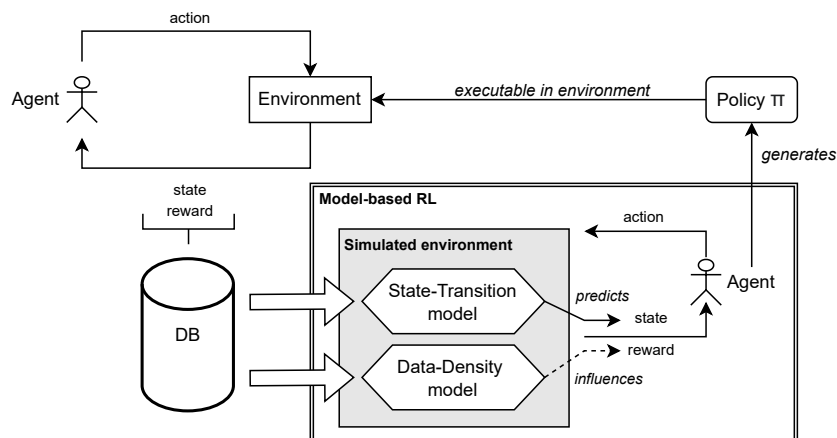 action
Agent
Environment
executable in environment
Policy π
generates
state
reward
Model-based RL
Simulated environment
action
Agent
State-Transition
model
predicts
state
DB
reward
Data-Density
model
influences